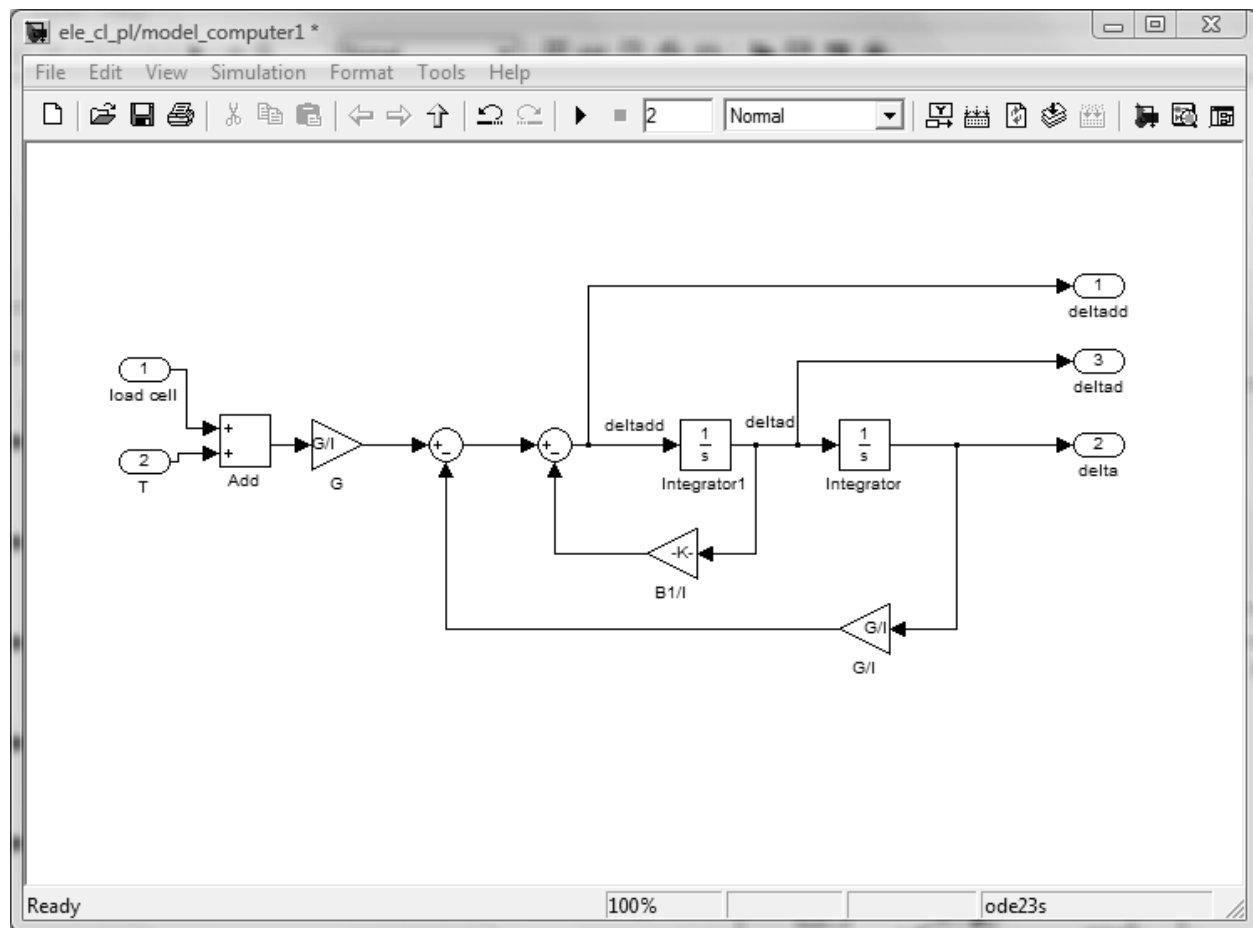 ele_cl_pl/model_computer1 *
File Edit View Simulation Format Tools Help
2 Normal
1
deltadd
1
load cell
3
deltad
deltadd
deltad
+
+
2
T
Add
G/I
G
+
-
+
-
1
s
Integrator1
1
s
Integrator
2
delta
-K-
B1/I
G/I
G/I
Ready 100% ode23s